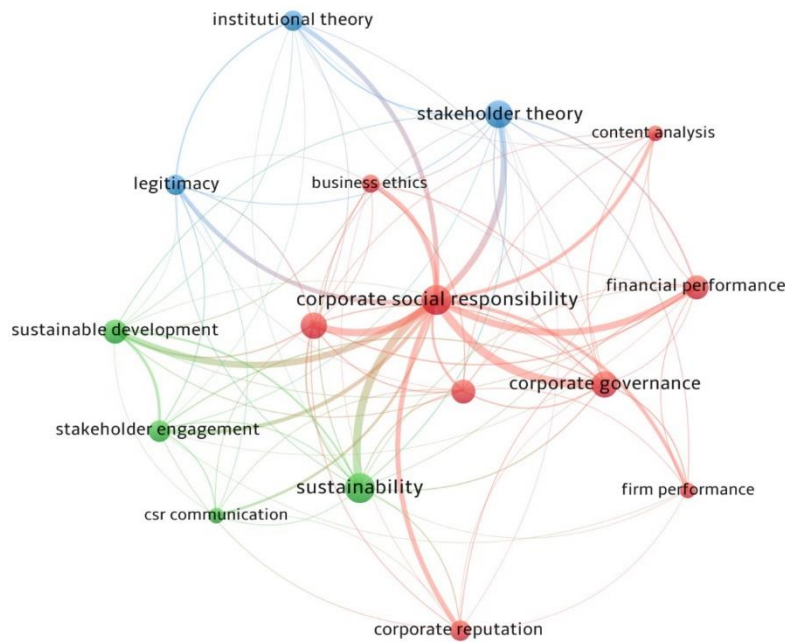 institutional theory
stakeholder theory
content analysis
legitimacy
business ethics
financial performance
corporate social responsibility
sustainable development
corporate governance
stakeholder engagement
sustainability
firm performance
csr communication
corporate reputation